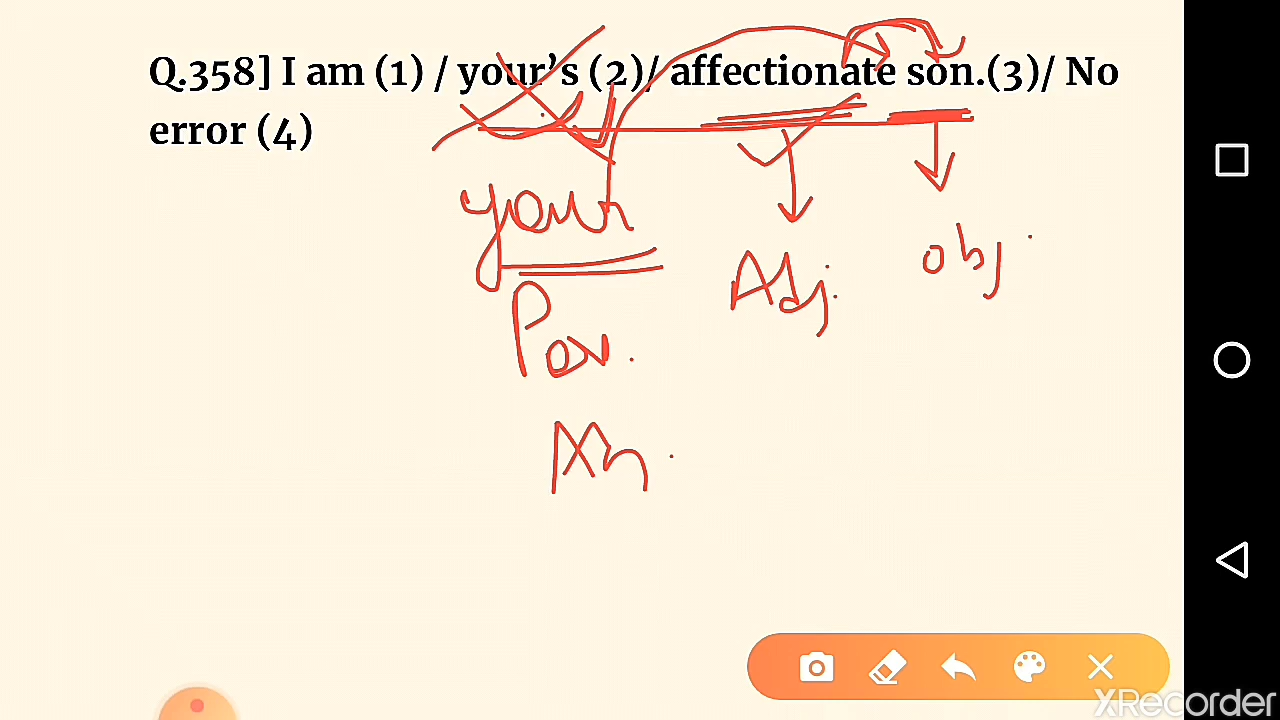 Q.358] I am (1) / your's (2)/ affectionate son.(3)/ No
error (4)
your
Adj.
obj
Pos.
XRecorder